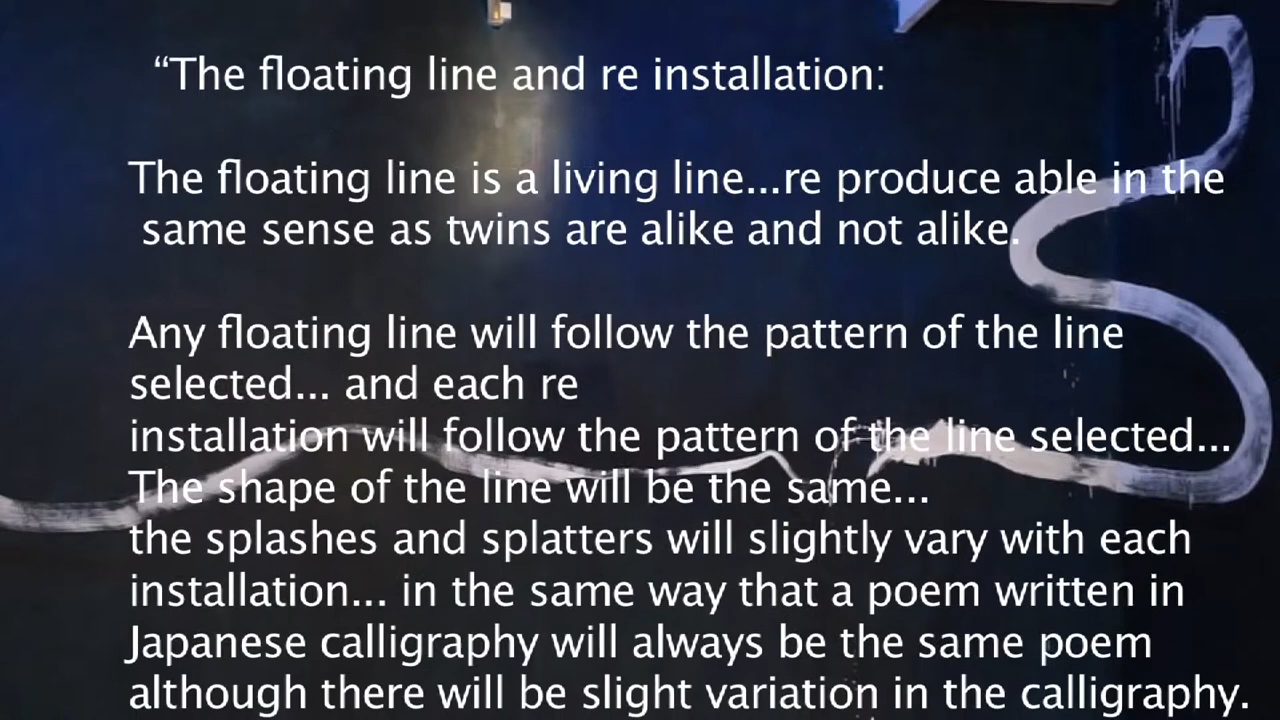 “The floating line and re installation:
The floating line is a living line...re produce able in the
same sense as twins are alike and not alike.
Any floating line will follow the pattern of the line
selected... and each re
installation will follow the pattern of the line selected...
The shape of the line will be the same...
the splashes and splatters will slightly vary with each
installation... in the same way that a poem written in
Japanese calligraphy will always be the same poem
although there will be slight variation in the calligraphy.